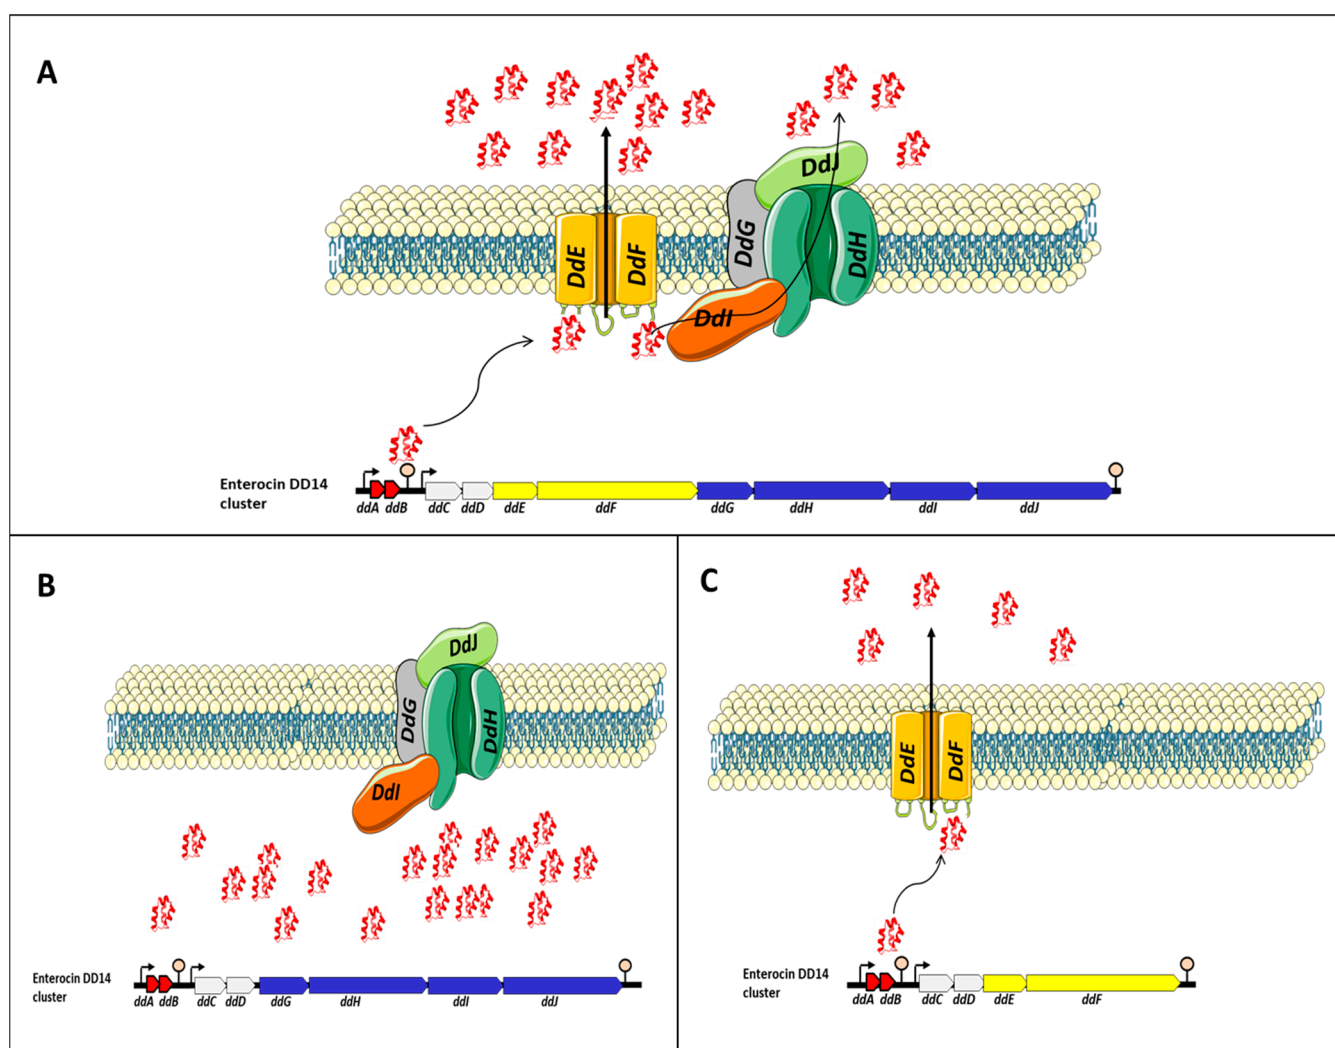 A
DdJ
DdG
DdE
DdF
DdH
DdI
Enterocin DD14
cluster
ddA ddB ddC ddD ddE ddF ddG ddH ddI ddJ
B
DdJ
DdG
DdH
DdI
Enterocin DD14
cluster
ddA ddB ddC ddD ddG ddH ddI ddJ
C
DdE
DdF
Enterocin DD14
cluster
ddA ddB ddC ddD ddE ddF